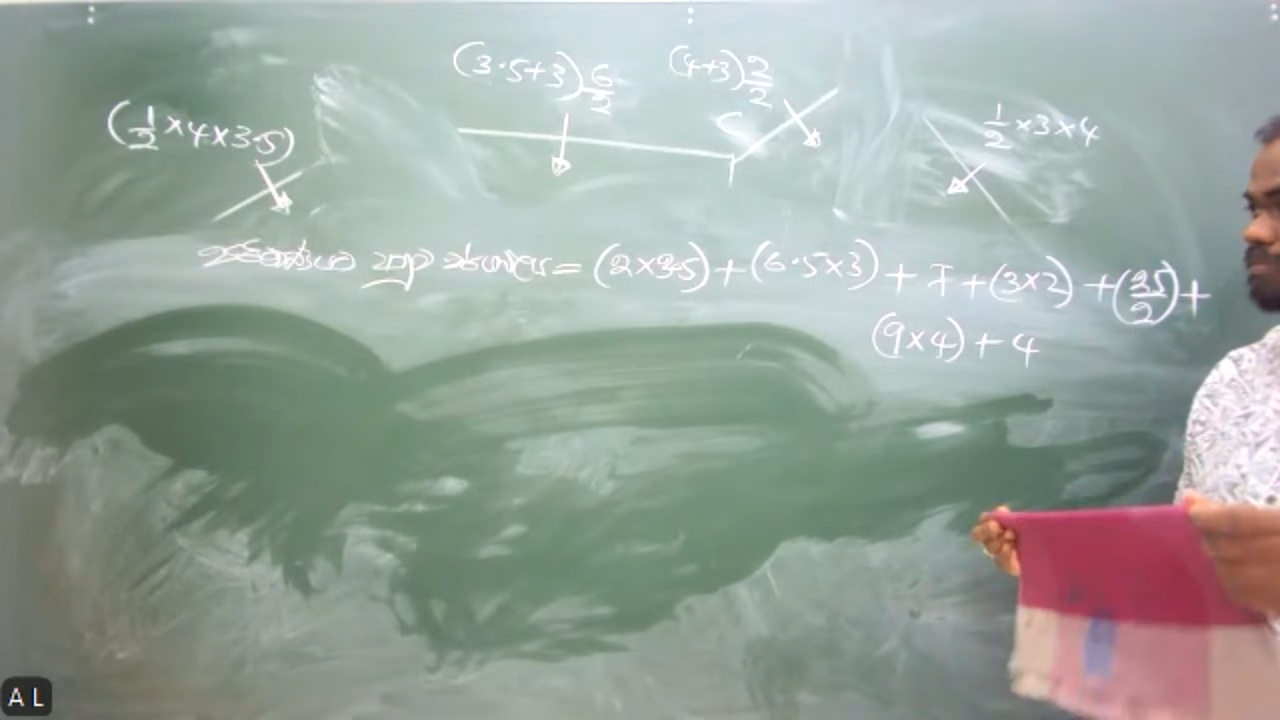 (3.5+3) 6/2
(4+3) 2/2
(1/2 ×4×3.5)
C
1/2 ×3×4
= (2×3.5) + (6.5×3) + 7 + (3×2) + (35/2) +
(9×4) + 4
A L